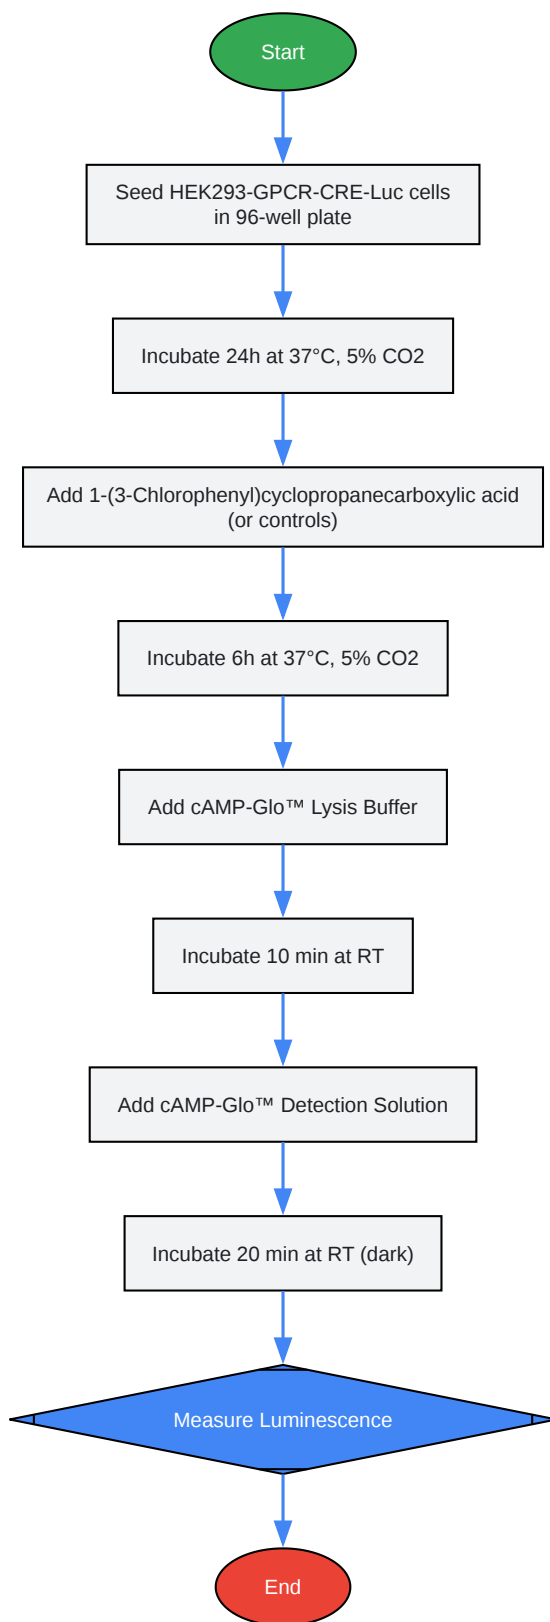 Start
Seed HEK293-GPCR-CRE-Luc cells
in 96-well plate
Incubate 24h at 37°C, 5% CO2
Add 1-(3-Chlorophenyl)cyclopropanecarboxylic acid
(or controls)
Incubate 6h at 37°C, 5% CO2
Add cAMP-Glo™ Lysis Buffer
Incubate 10 min at RT
Add cAMP-Glo™ Detection Solution
Incubate 20 min at RT (dark)
Measure Luminescence
End